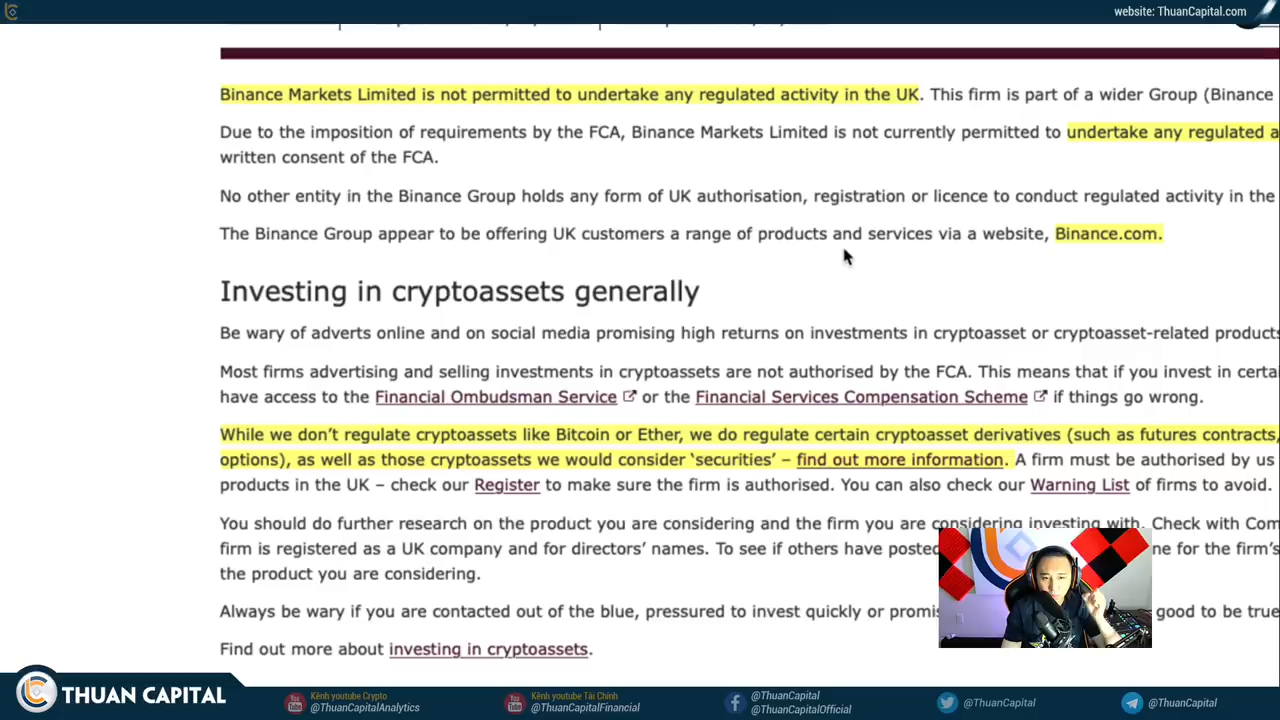 website: ThuanCapital.com
Binance Markets Limited is not permitted to undertake any regulated activity in the UK. This firm is part of a wider Group (Binance
Due to the imposition of requirements by the FCA, Binance Markets Limited is not currently permitted to undertake any regulated a
written consent of the FCA.
No other entity in the Binance Group holds any form of UK authorisation, registration or licence to conduct regulated activity in the
The Binance Group appear to be offering UK customers a range of products and services via a website, Binance.com.
Investing in cryptoassets generally
Be wary of adverts online and on social media promising high returns on investments in cryptoasset or cryptoasset-related products
Most firms advertising and selling investments in cryptoassets are not authorised by the FCA. This means that if you invest in certai
have access to the Financial Ombudsman Service or the Financial Services Compensation Scheme if things go wrong.
While we don't regulate cryptoassets like Bitcoin or Ether, we do regulate certain cryptoasset derivatives (such as futures contracts,
options), as well as those cryptoassets we would consider ‘securities’ – find out more information. A firm must be authorised by us
products in the UK – check our Register to make sure the firm is authorised. You can also check our Warning List of firms to avoid.
You should do further research on the product you are considering and the firm you are considering investing with. Check with Com
firm is registered as a UK company and for directors’ names. To see if others have posted ne for the firm’s
the product you are considering.
Always be wary if you are contacted out of the blue, pressured to invest quickly or promis good to be true
Find out more about investing in cryptoassets.
THUAN CAPITAL
Kênh youtube Crypto
@ThuanCapitalAnalytics
Kênh youtube Tài Chính
@ThuanCapitalFinancial
@ThuanCapital
@ThuanCapitalOfficial
@ThuanCapital
@ThuanCapital